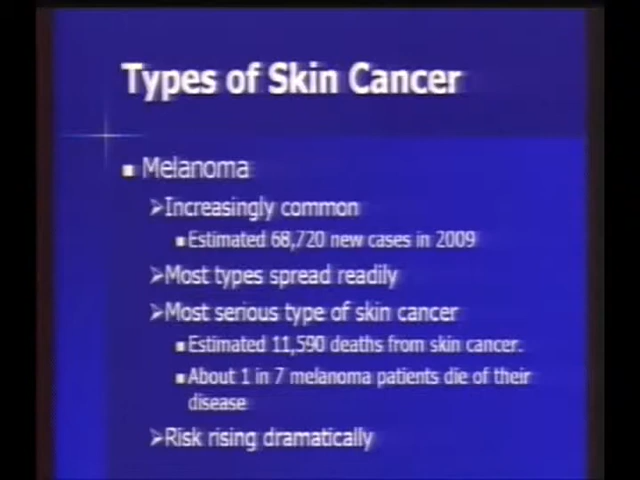 Types of Skin Cancer
Melanoma
Increasingly common
Estimated 68,720 new cases in 2009
Most types spread readily
Most serious type of skin cancer
Estimated 11,590 deaths from skin cancer.
About 1 in 7 melanoma patients die of their
disease
Risk rising dramatically